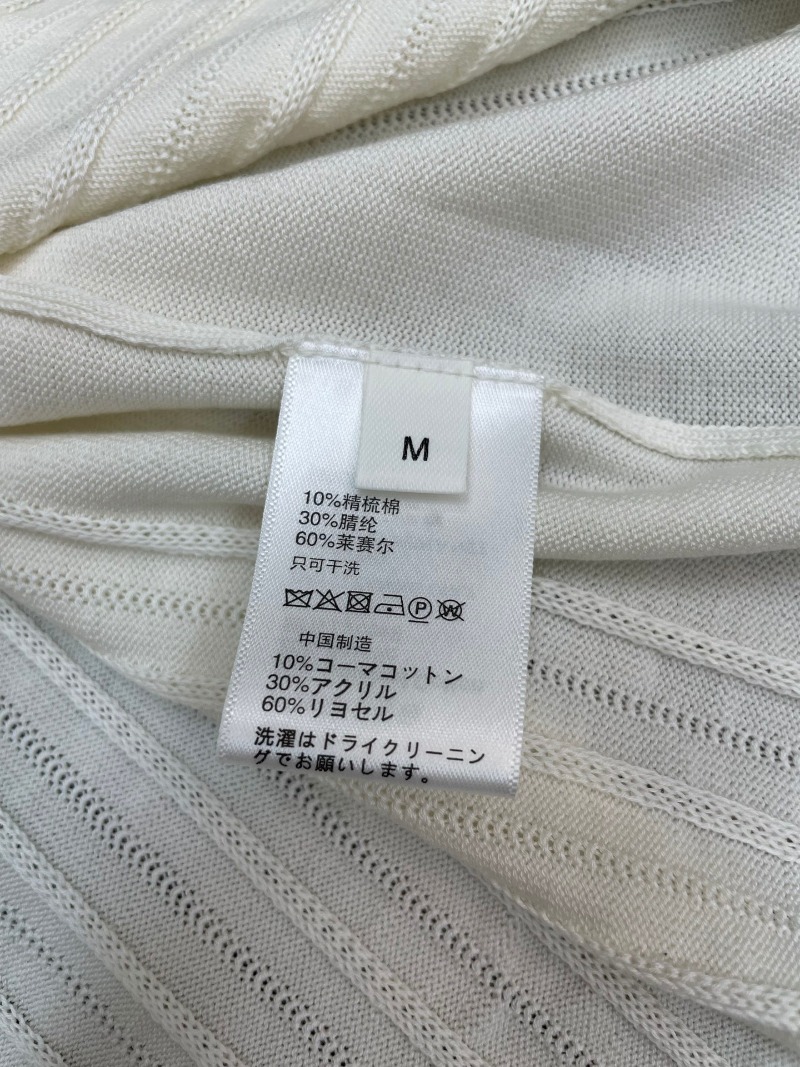 M
10%精梳棉
30%腈纶
60%莱赛尔
只可干洗
P W
中国制造
10%コーマコットン
30%アクリル
60%リヨセル
洗濯はドライクリーニン
グでお願いします。